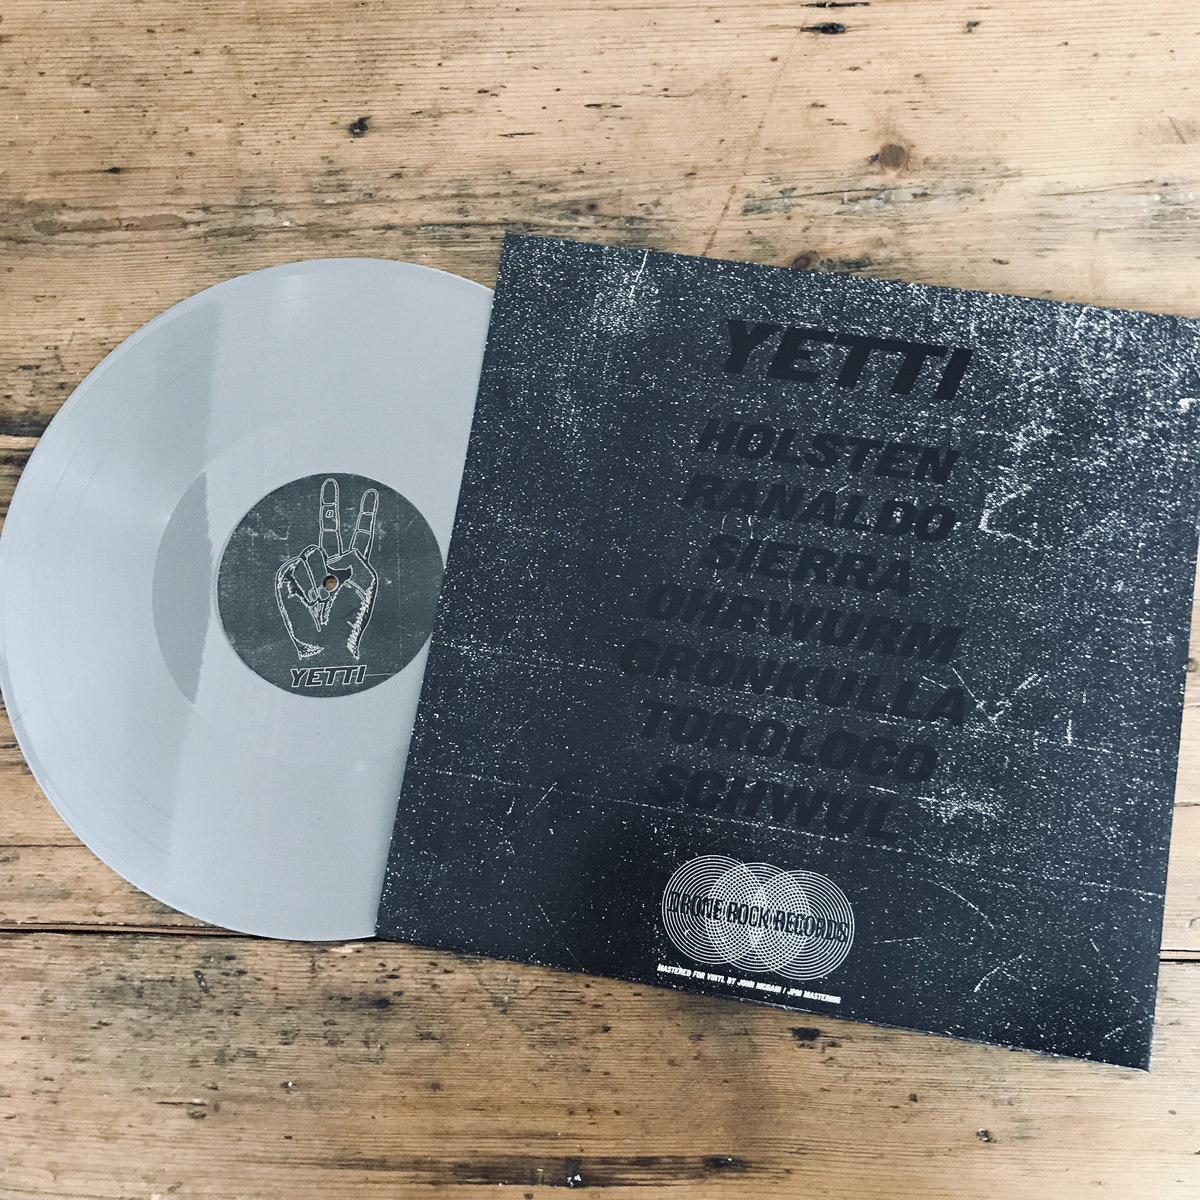 YETTI
YETTI
HOLSTEN
RANALDO
SIERRA
OHRWURM
GRONKULLA
TOROLOCO
SCHWUL
DRONE ROCK RECORDS
MASTERED FOR VINYL BY JOHN MCBAIN / JPM MASTERING